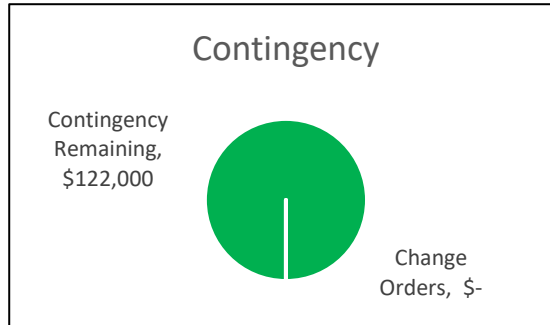 Contingency
Contingency
Remaining,
$122,000
Change
Orders, $-